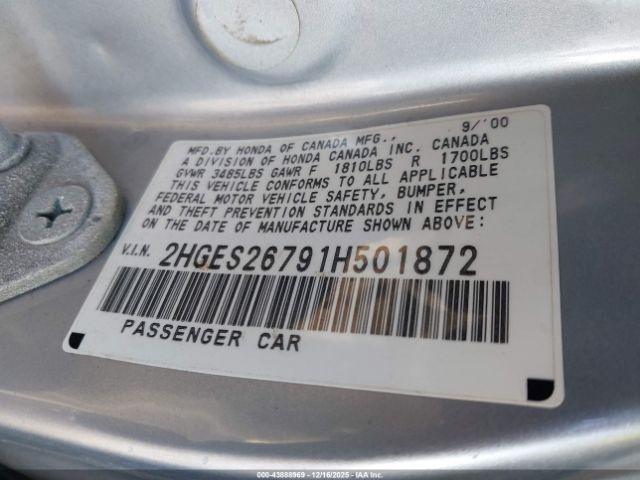 9/'00
MFD.BY HONDA OF CANADA MFG.,
A DIVISION OF HONDA CANADA INC. CANADA
GVWR 3485LBS GAWR F 1810LBS R 1700LBS
THIS VEHICLE CONFORMS TO ALL APPLICABLE
FEDERAL MOTOR VEHICLE SAFETY, BUMPER,
AND THEFT PREVENTION STANDARDS IN EFFECT
ON THE DATE OF MANUFACTURE SHOWN ABOVE:
V.I.N. 2HGES26791H501872
PASSENGER CAR
000-43888969 | 12/16/2025 - IAA, Inc.